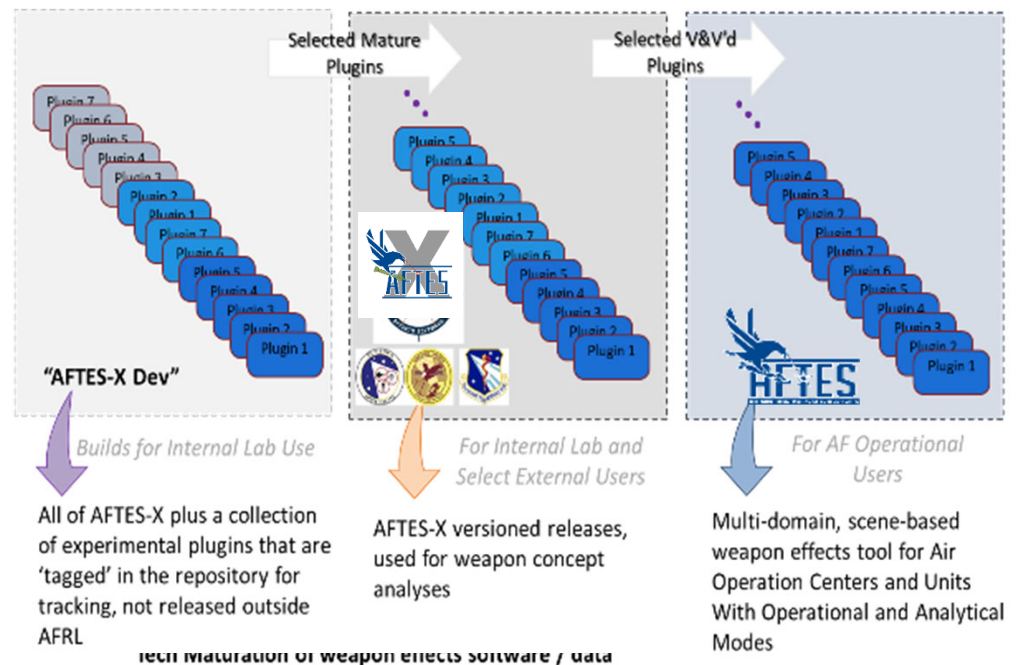 Selected Mature
Plugins
Selected V&V'd
Plugins
Plugin 7
Plugin 6
Plugin 5
Plugin 4
Plugin 3
Plugin 2
Plugin 1
Plugin 7
Plugin 6
Plugin 5
Plugin 4
Plugin 3
Plugin 2
Plugin 1
"AFTES-X Dev"
Plugin 5
Plugin 4
Plugin 3
Plugin 2
Plugin 1
Plugin 7
Plugin 6
Plugin 5
Plugin 4
Plugin 3
Plugin 2
Plugin 1
X
AFTES
Plugin 5
Plugin 4
Plugin 3
Plugin 2
Plugin 1
Plugin 7
Plugin 6
Plugin 5
Plugin 4
Plugin 3
Plugin 2
Plugin 1
AFTES
Builds for Internal Lab Use
For Internal Lab and
Select External Users
For AF Operational
Users
All of AFTES-X plus a collection
of experimental plugins that are
'tagged' in the repository for
tracking, not released outside
AFRL
AFTES-X versioned releases,
used for weapon concept
analyses
Multi-domain, scene-based
weapon effects tool for Air
Operation Centers and Units
With Operational and Analytical
Modes
Tech Maturation of weapon effects software / data